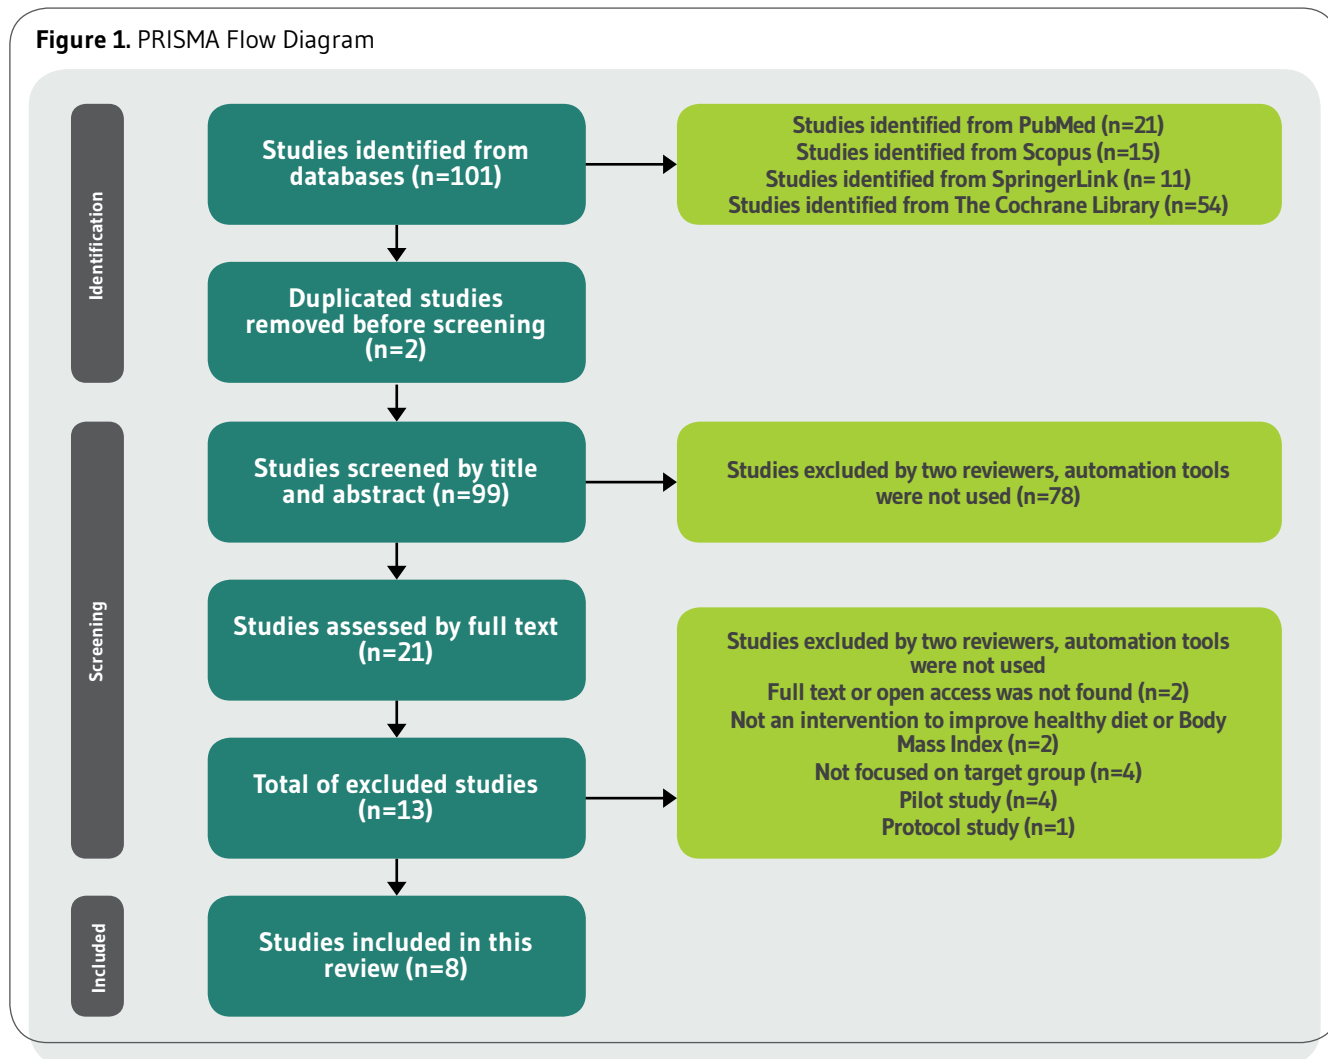 Figure 1. PRISMA Flow Diagram
Identification
Studies identified from
databases (n=101)
Studies identified from PubMed (n=21)
Studies identified from Scopus (n=15)
Studies identified from SpringerLink (n= 11)
Studies identified from The Cochrane Library (n=54)
Duplicated studies
removed before screening
(n=2)
Screening
Studies screened by title
and abstract (n=99)
Studies excluded by two reviewers, automation tools
were not used (n=78)
Studies assessed by full text
(n=21)
Total of excluded studies
(n=13)
Studies excluded by two reviewers, automation tools
were not used
Full text or open access was not found (n=2)
Not an intervention to improve healthy diet or Body
Mass Index (n=2)
Not focused on target group (n=4)
Pilot study (n=4)
Protocol study (n=1)
Included
Studies included in this
review (n=8)